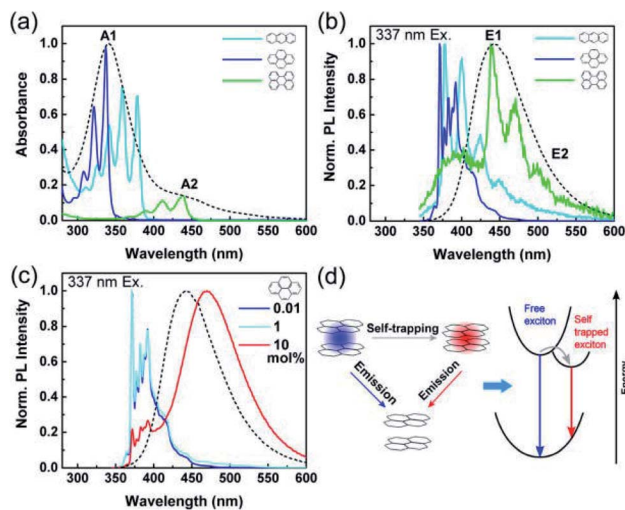 (a)
A1
A2
1.0
0.8
0.6
0.4
0.2
0.0
Absorbance
300 350 400 450 500 550 600
Wavelength (nm)
(b)
337 nm Ex.
E1
E2
1.0
0.8
0.6
0.4
0.2
0.0
Norm. PL Intensity
300 350 400 450 500 550 600
Wavelength (nm)
(c)
337 nm Ex.
0.01
1
10
mol%
1.0
0.8
0.6
0.4
0.2
0.0
Norm. PL Intensity
300 350 400 450 500 550 600
Wavelength (nm)
(d)
Self-trapping
Emission
Emission
Free
exciton
Self
trapped
exciton
Energy